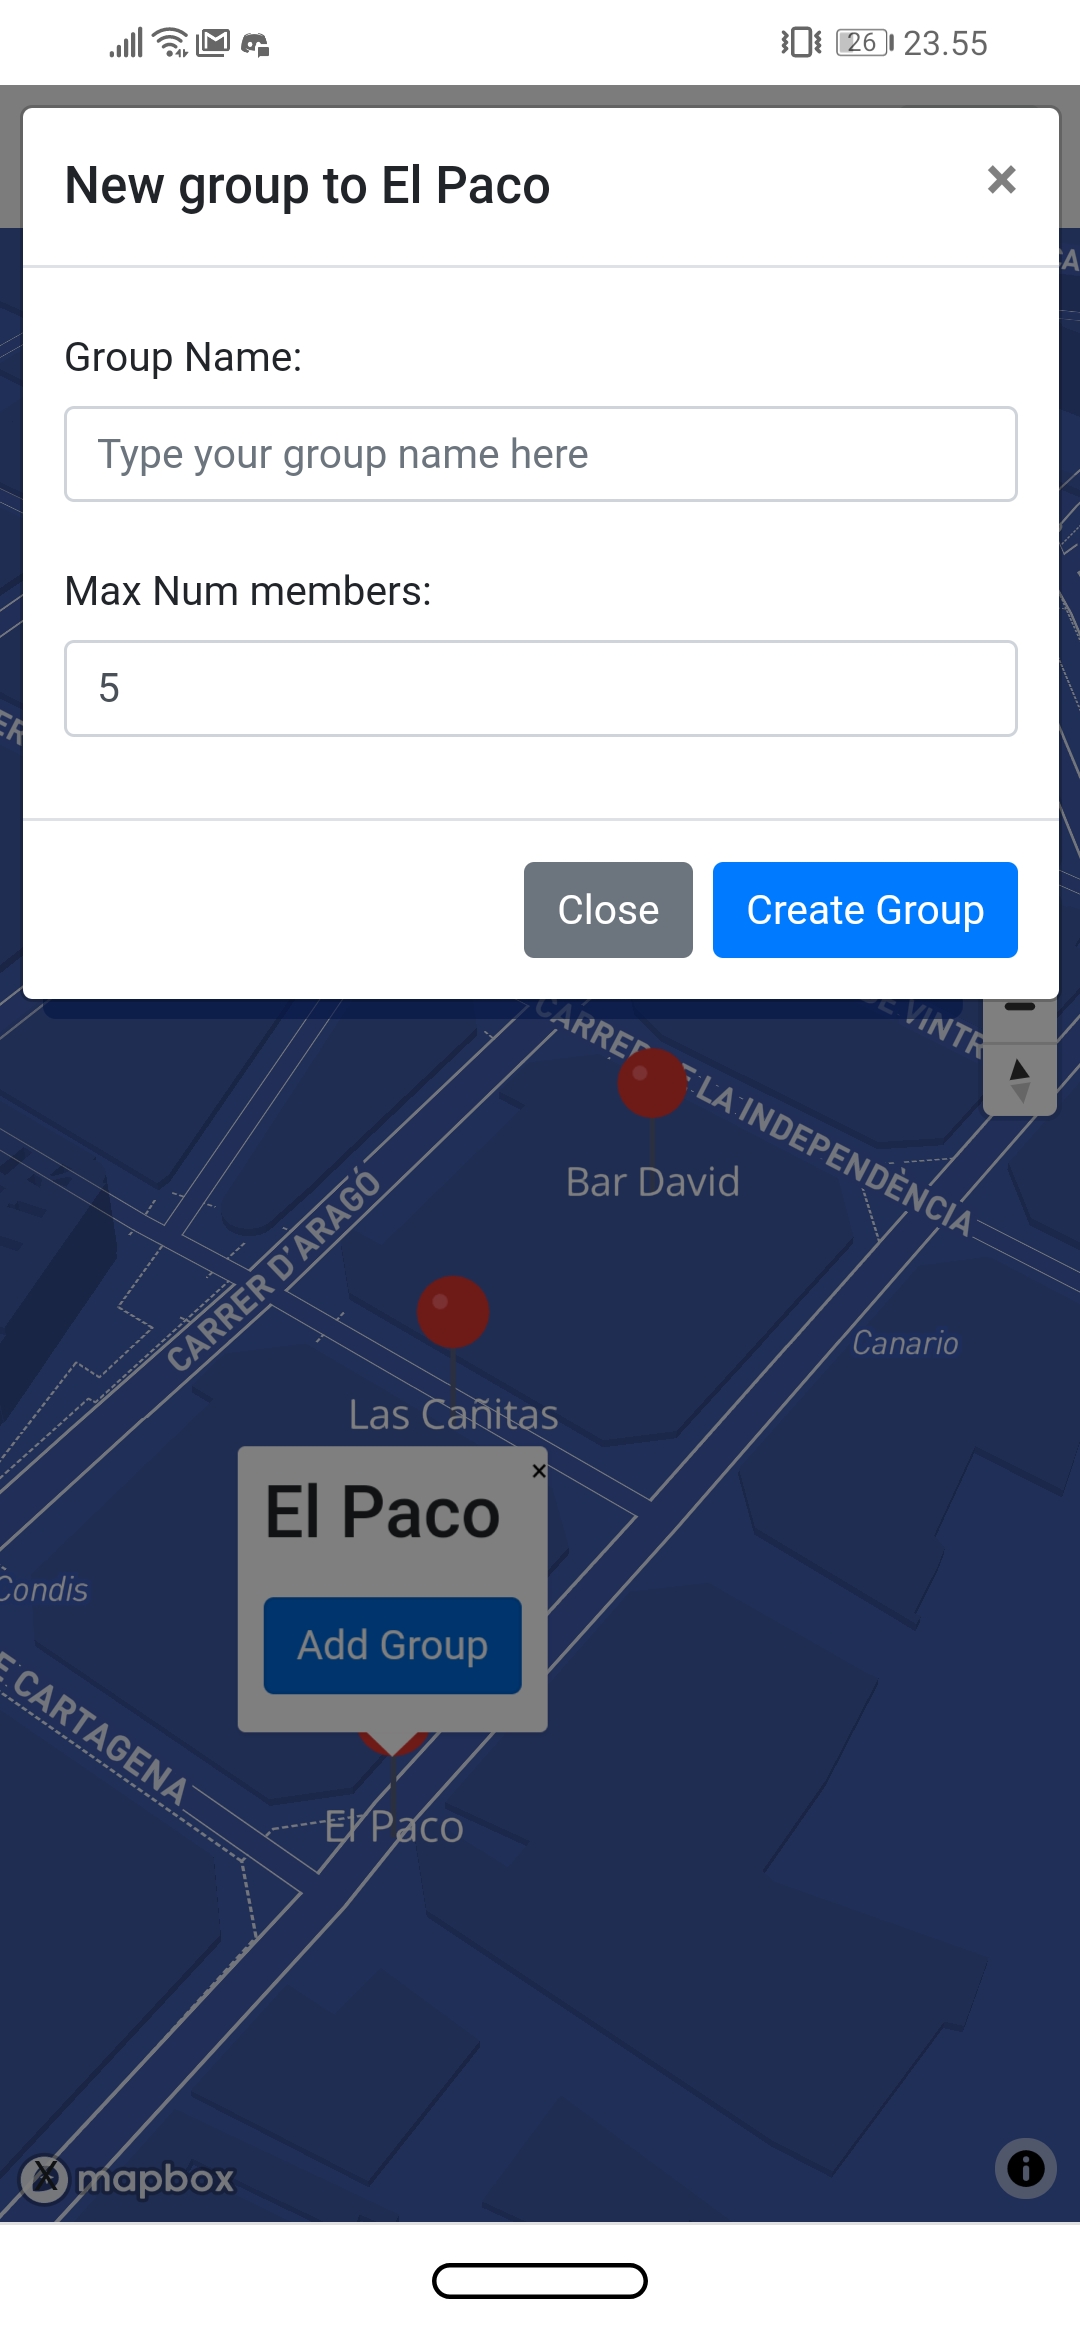 26 23.55
New group to El Paco
×
Group Name:
Type your group name here
Max Num members:
5
Close
Create Group
CARRER DE LA INDEPENDÈNCIA
Bar David
CARRER D'ARAGÓ
Canario
Las Cañitas
El Paco
×
Add Group
Condis
E CARTAGENA
El Paco
mapbox